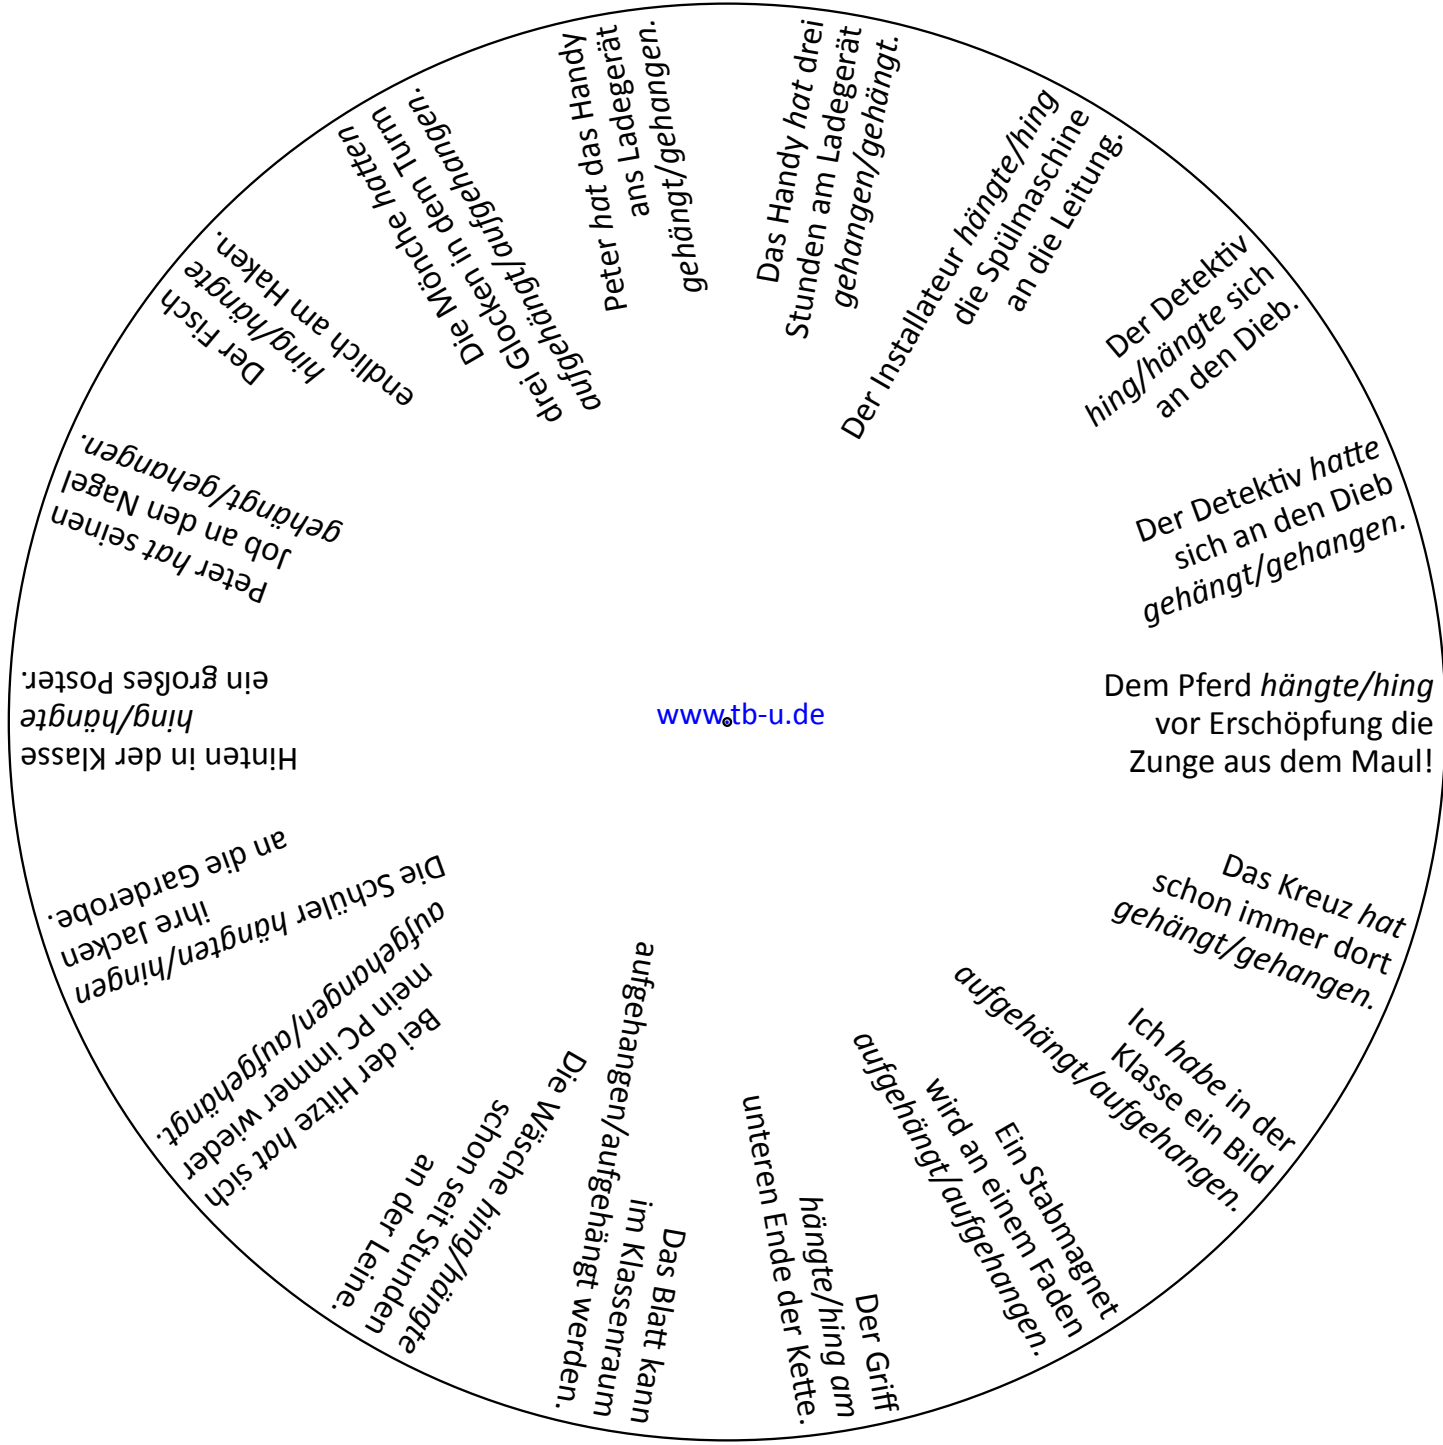 Peter hat das Handy
ans Ladegerät
gehängt/gehangen.
Das Handy hat drei
Stunden am Ladegerät
gehangen/gehängt.
Der Installateur hängte/hing
die Spülmaschine
an die Leitung.
Der Detektiv
hing/hängte sich
an den Dieb.
Der Detektiv hatte
sich an den Dieb
gehängt/gehangen.
Dem Pferd hängte/hing
vor Erschöpfung die
Zunge aus dem Maul!
Das Kreuz hat
schon immer dort
gehängt/gehangen.
Ich habe in der
Klasse ein Bild
aufgehängt/aufgehangen.
Ein Stabmagnet
wird an einem Faden
aufgehängt/aufgehangen.
Der Griff
hängte/hing am
unteren Ende der Kette.
Das Blatt kann
im Klassenraum
aufgehangen/aufgehängt werden.
Die Wäsche hing/hängte
schon seit Stunden
an der Leine.
Bei der Hitze hat sich
mein PC immer wieder
aufgehangen/aufgehängt.
Die Schüler hängten/hingen
ihre Jacken
an die Garderobe.
Hinten in der Klasse
hing/hängte
ein großes Poster.
Peter hat seinen
Job an den Nagel
gehängt/gehangen.
Der Fisch
hing/hängte
endlich am Haken.
Die Mönche hatten
drei Glocken in dem Turm
aufgehängt/aufgehangen.
www.tb-u.de